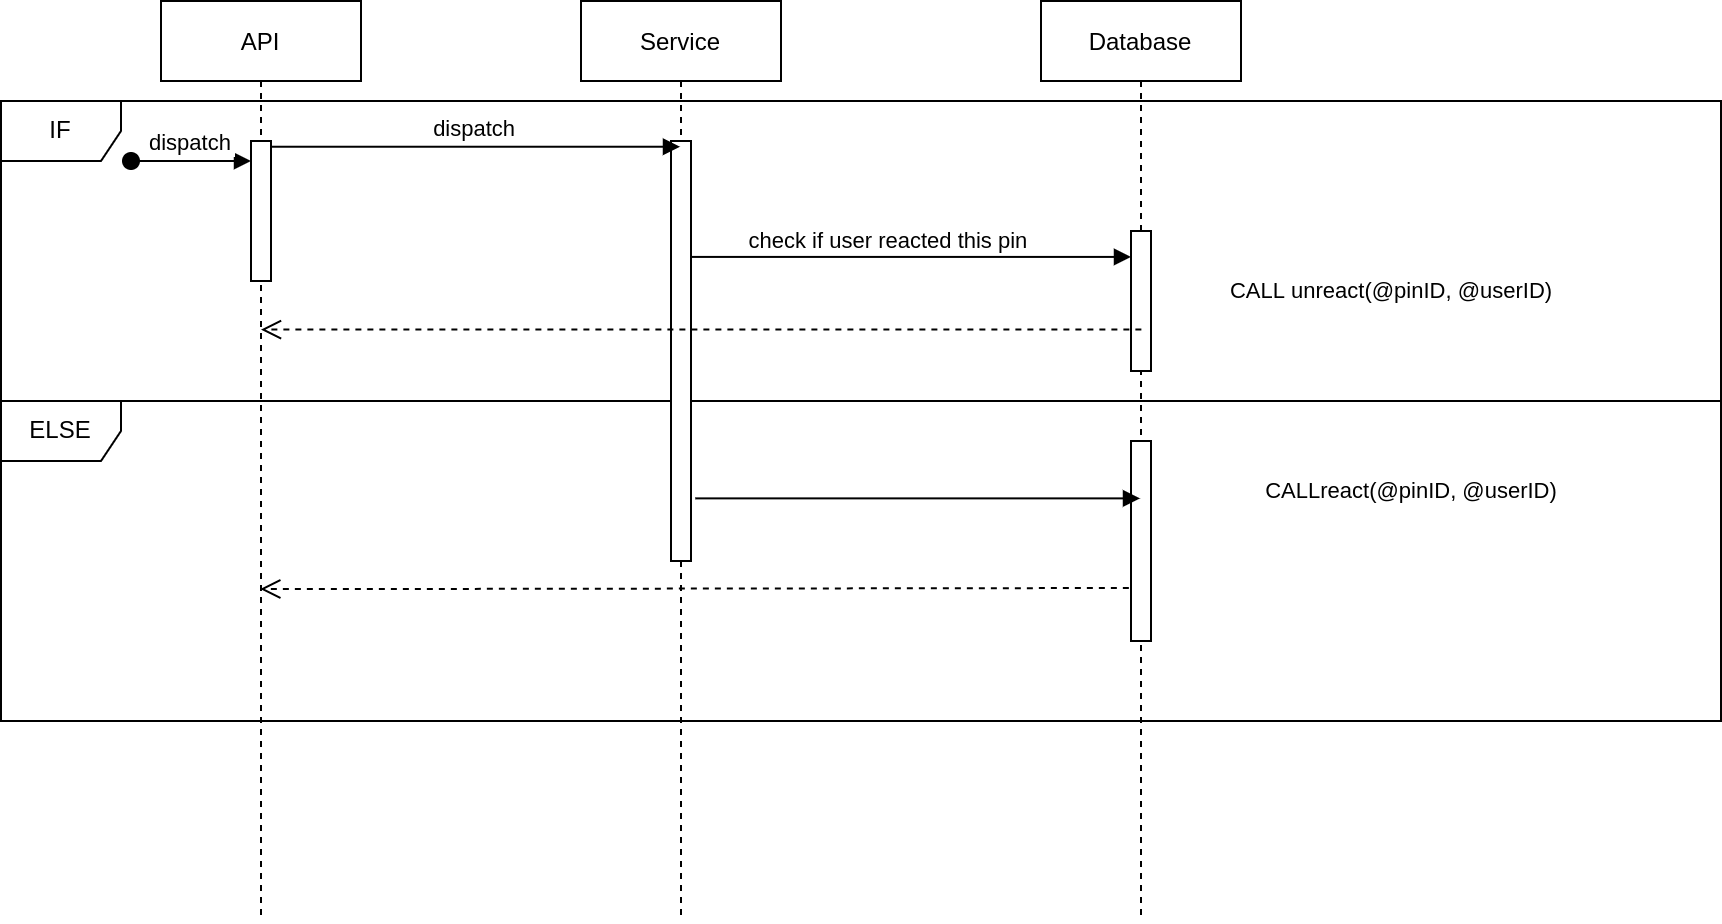 API
Service
Database
IF
dispatch
dispatch
check if user reacted this pin
CALL unreact(@pinID, @userID)
ELSE
CALLreact(@pinID, @userID)